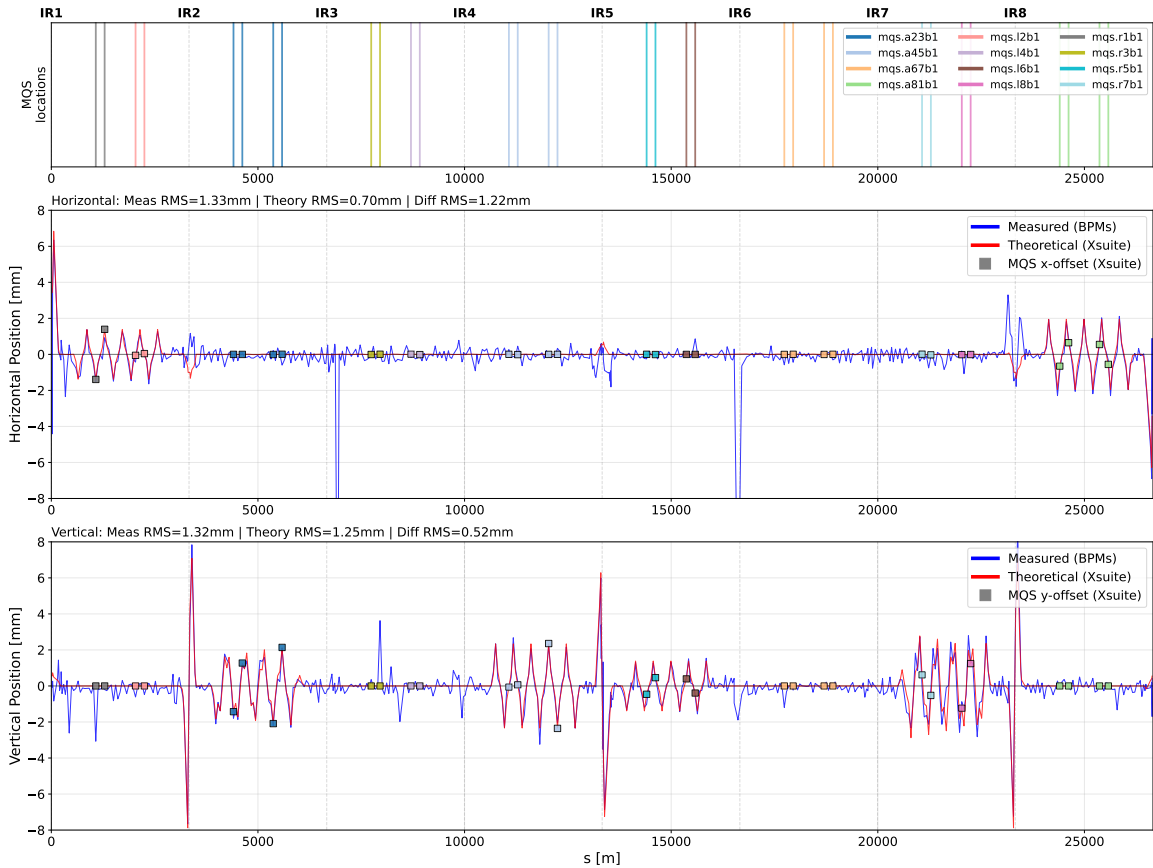 IR1 IR2 IR3 IR4 IR5 IR6 IR7 IR8
MQS
locations
mqs.a23b1 mqs.l2b1 mqs.r1b1
mqs.a45b1 mqs.l4b1 mqs.r3b1
mqs.a67b1 mqs.l6b1 mqs.r5b1
mqs.a81b1 mqs.l8b1 mqs.r7b1
0 5000 10000 15000 20000 25000
Horizontal: Meas RMS=1.33mm | Theory RMS=0.70mm | Diff RMS=1.22mm
Horizontal Position [mm]
8
6
4
2
0
−2
−4
−6
−8
Measured (BPMs)
Theoretical (Xsuite)
MQS x-offset (Xsuite)
0 5000 10000 15000 20000 25000
Vertical: Meas RMS=1.32mm | Theory RMS=1.25mm | Diff RMS=0.52mm
Vertical Position [mm]
8
6
4
2
0
−2
−4
−6
−8
Measured (BPMs)
Theoretical (Xsuite)
MQS y-offset (Xsuite)
0 5000 10000 15000 20000 25000
s [m]